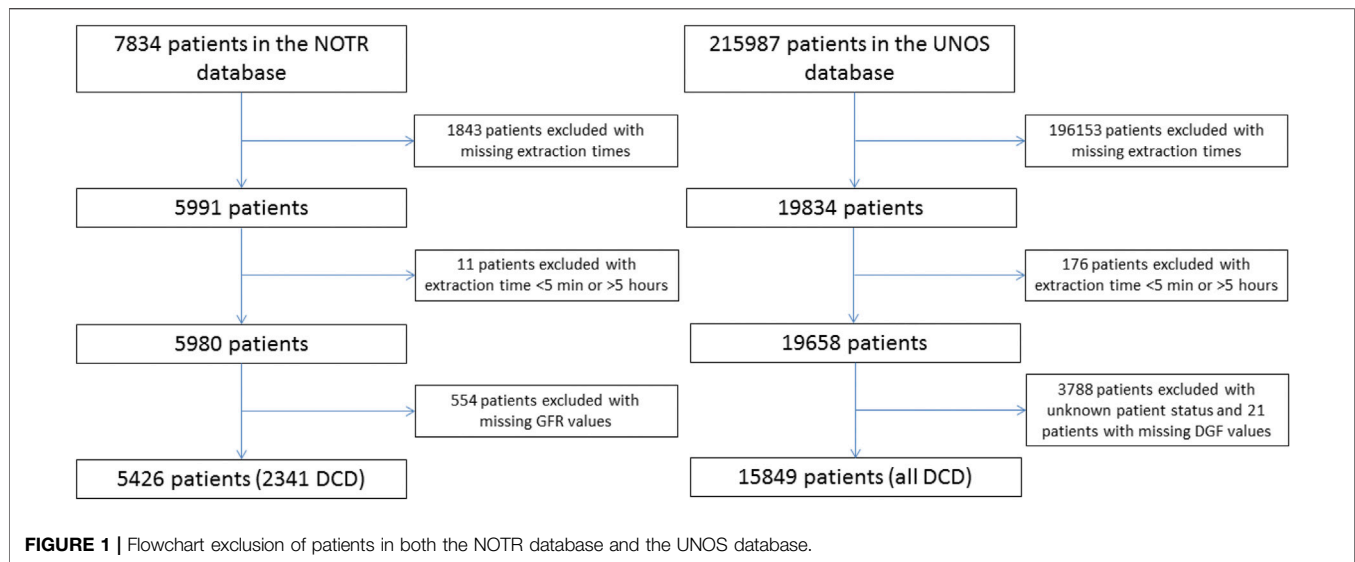 7834 patients in the NOTR
database
1843 patients excluded with
missing extraction times
5991 patients
11 patients excluded with
extraction time <5 min or >5 hours
5980 patients
554 patients excluded with
missing GFR values
5426 patients (2341 DCD)
215987 patients in the UNOS
database
196153 patients excluded with
missing extraction times
19834 patients
176 patients excluded with
extraction time <5 min or >5 hours
19658 patients
3788 patients excluded with
unknown patient status and 21
patients with missing DGF values
15849 patients (all DCD)
FIGURE 1 | Flowchart exclusion of patients in both the NOTR database and the UNOS database.